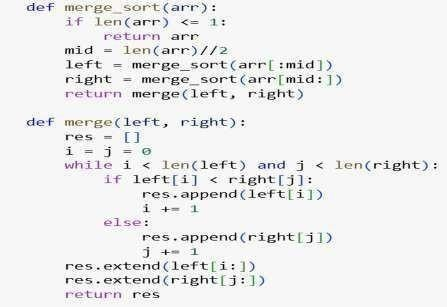 def merge_sort(arr):
    if len(arr) <= 1:
        return arr
    mid = len(arr)//2
    left = merge_sort(arr[:mid])
    right = merge_sort(arr[mid:])
    return merge(left, right)

def merge(left, right):
    res = []
    i = j = 0
    while i < len(left) and j < len(right):
        if left[i] < right[j]:
            res.append(left[i])
            i += 1
        else:
            res.append(right[j])
            j += 1
    res.extend(left[i:])
    res.extend(right[j:])
    return res